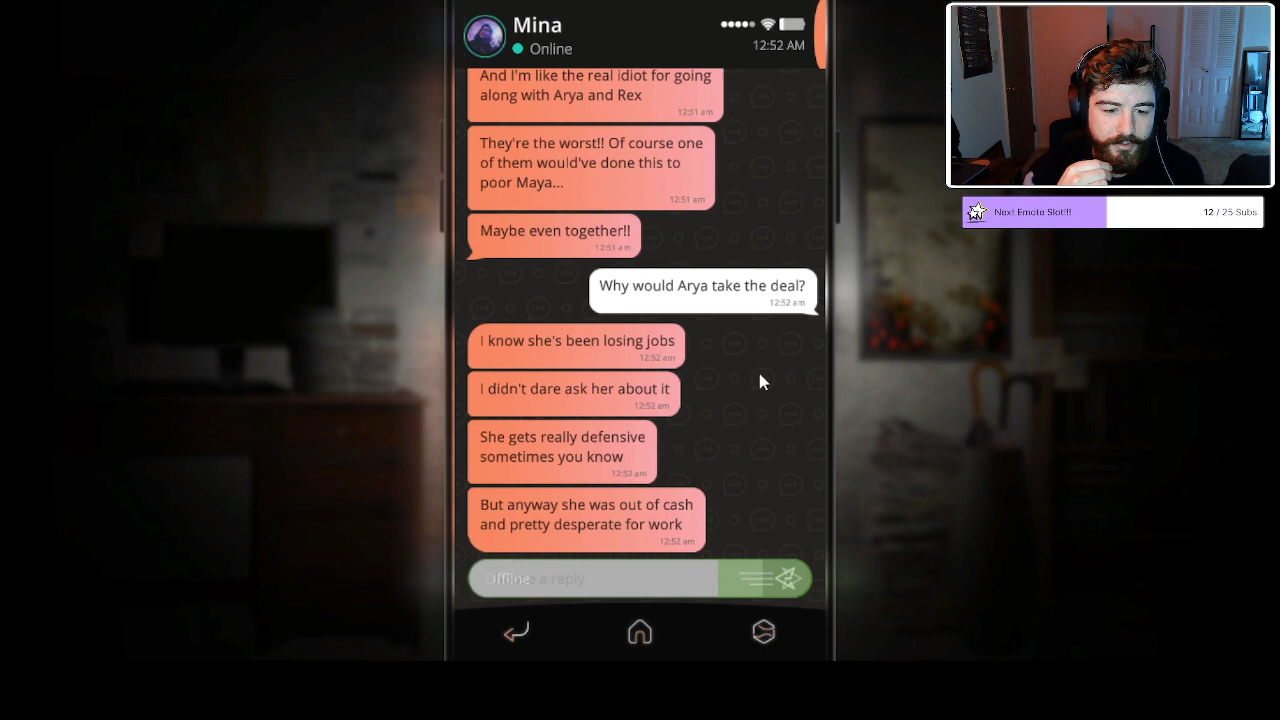 Mina
Online
12:52 AM
And I'm like the real idiot for going
along with Arya and Rex
12:51 am
They're the worst!! Of course one
of them would've done this to
poor Maya...
12:51 am
Maybe even together!!
12:51 am
Why would Arya take the deal?
12:52 am
I know she's been losing jobs
12:52 am
I didn't dare ask her about it
12:52 am
She gets really defensive
sometimes you know
12:52 am
But anyway she was out of cash
and pretty desperate for work
12:52 am
Offline a reply
Next Emote Slot!!!
12 / 25 Subs